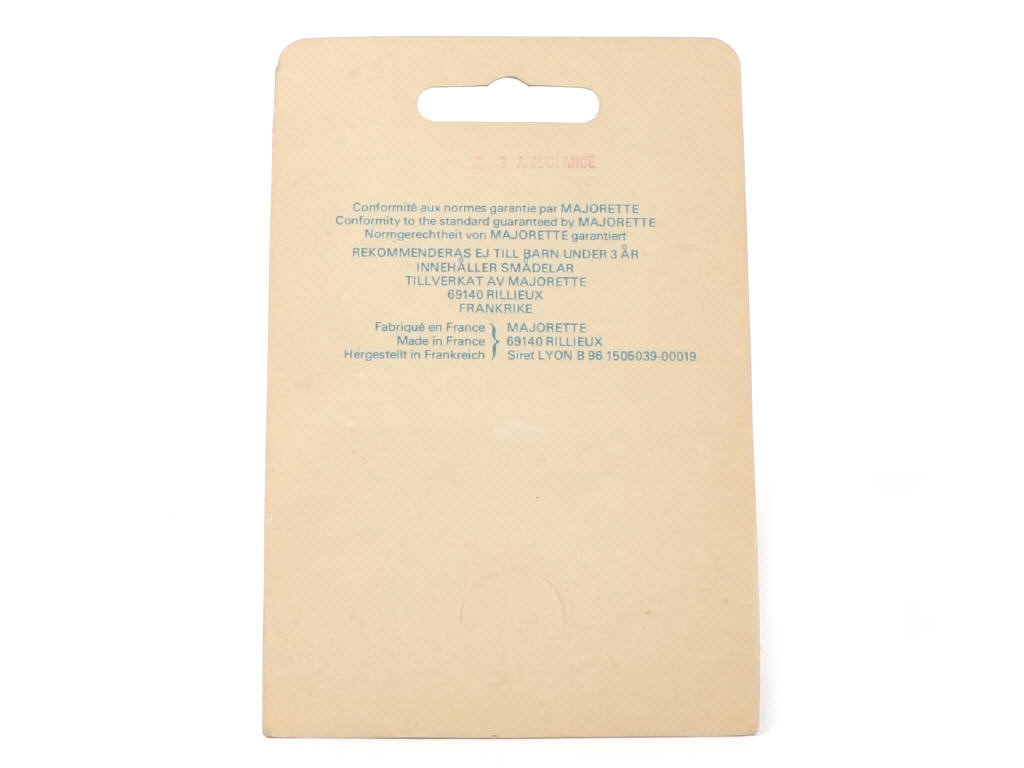 AMBULANCE
Conformité aux normes garantie par MAJORETTE
Conformity to the standard guaranteed by MAJORETTE
Normgerechtheit von MAJORETTE garantiert
REKOMMENDERAS EJ TILL BARN UNDER 3 ÅR
INNEHÅLLER SMÅDELAR
TILLVERKAT AV MAJORETTE
69140 RILLIEUX
FRANKRIKE
Fabriqué en France } MAJORETTE
Made in France } 69140 RILLIEUX
Hergestellt in Frankreich } Siret LYON B 96 1505039-00019